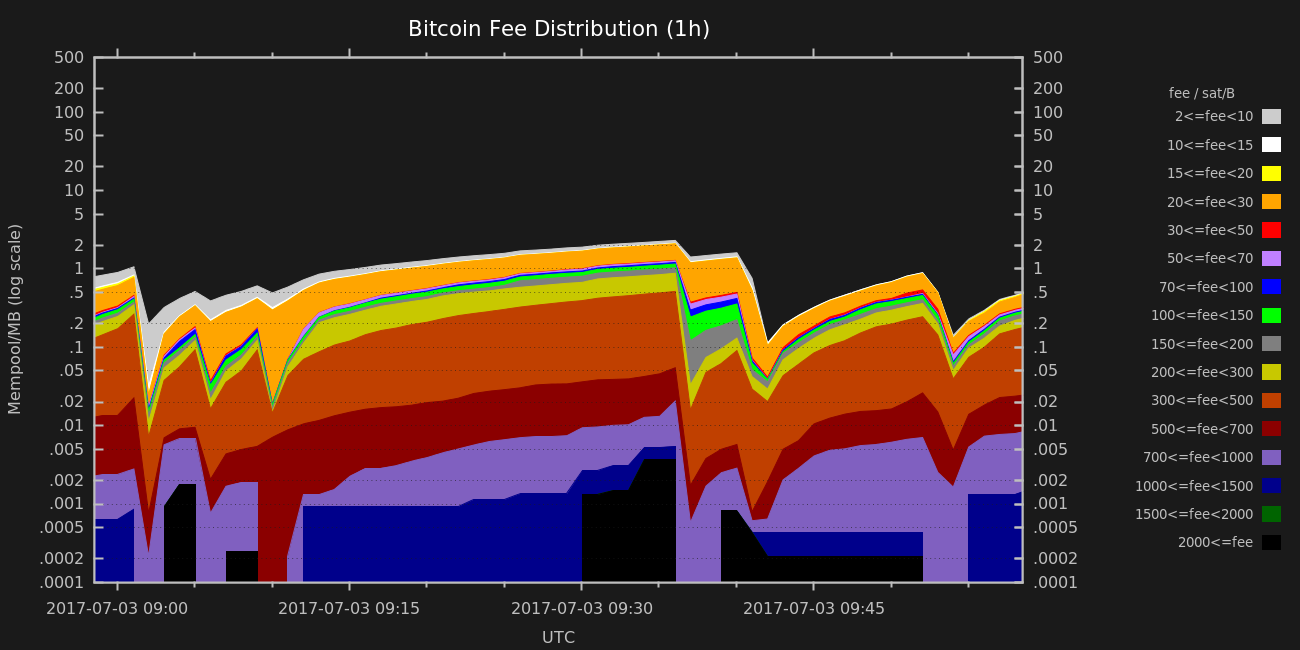 Bitcoin Fee Distribution (1h)
500 500
200 200
100 100
50 50
20 20
10 10
5 5
2 2
1 1
.5 .5
.2 .2
.1 .1
.05 .05
.02 .02
.01 .01
.005 .005
.002 .002
.001 .001
.0005 .0005
.0002 .0002
.0001 .0001
Mempool/MB (log scale)
2017-07-03 09:00 2017-07-03 09:15 2017-07-03 09:30 2017-07-03 09:45
UTC
fee / sat/B
2<=fee<10
10<=fee<15
15<=fee<20
20<=fee<30
30<=fee<50
50<=fee<70
70<=fee<100
100<=fee<150
150<=fee<200
200<=fee<300
300<=fee<500
500<=fee<700
700<=fee<1000
1000<=fee<1500
1500<=fee<2000
2000<=fee